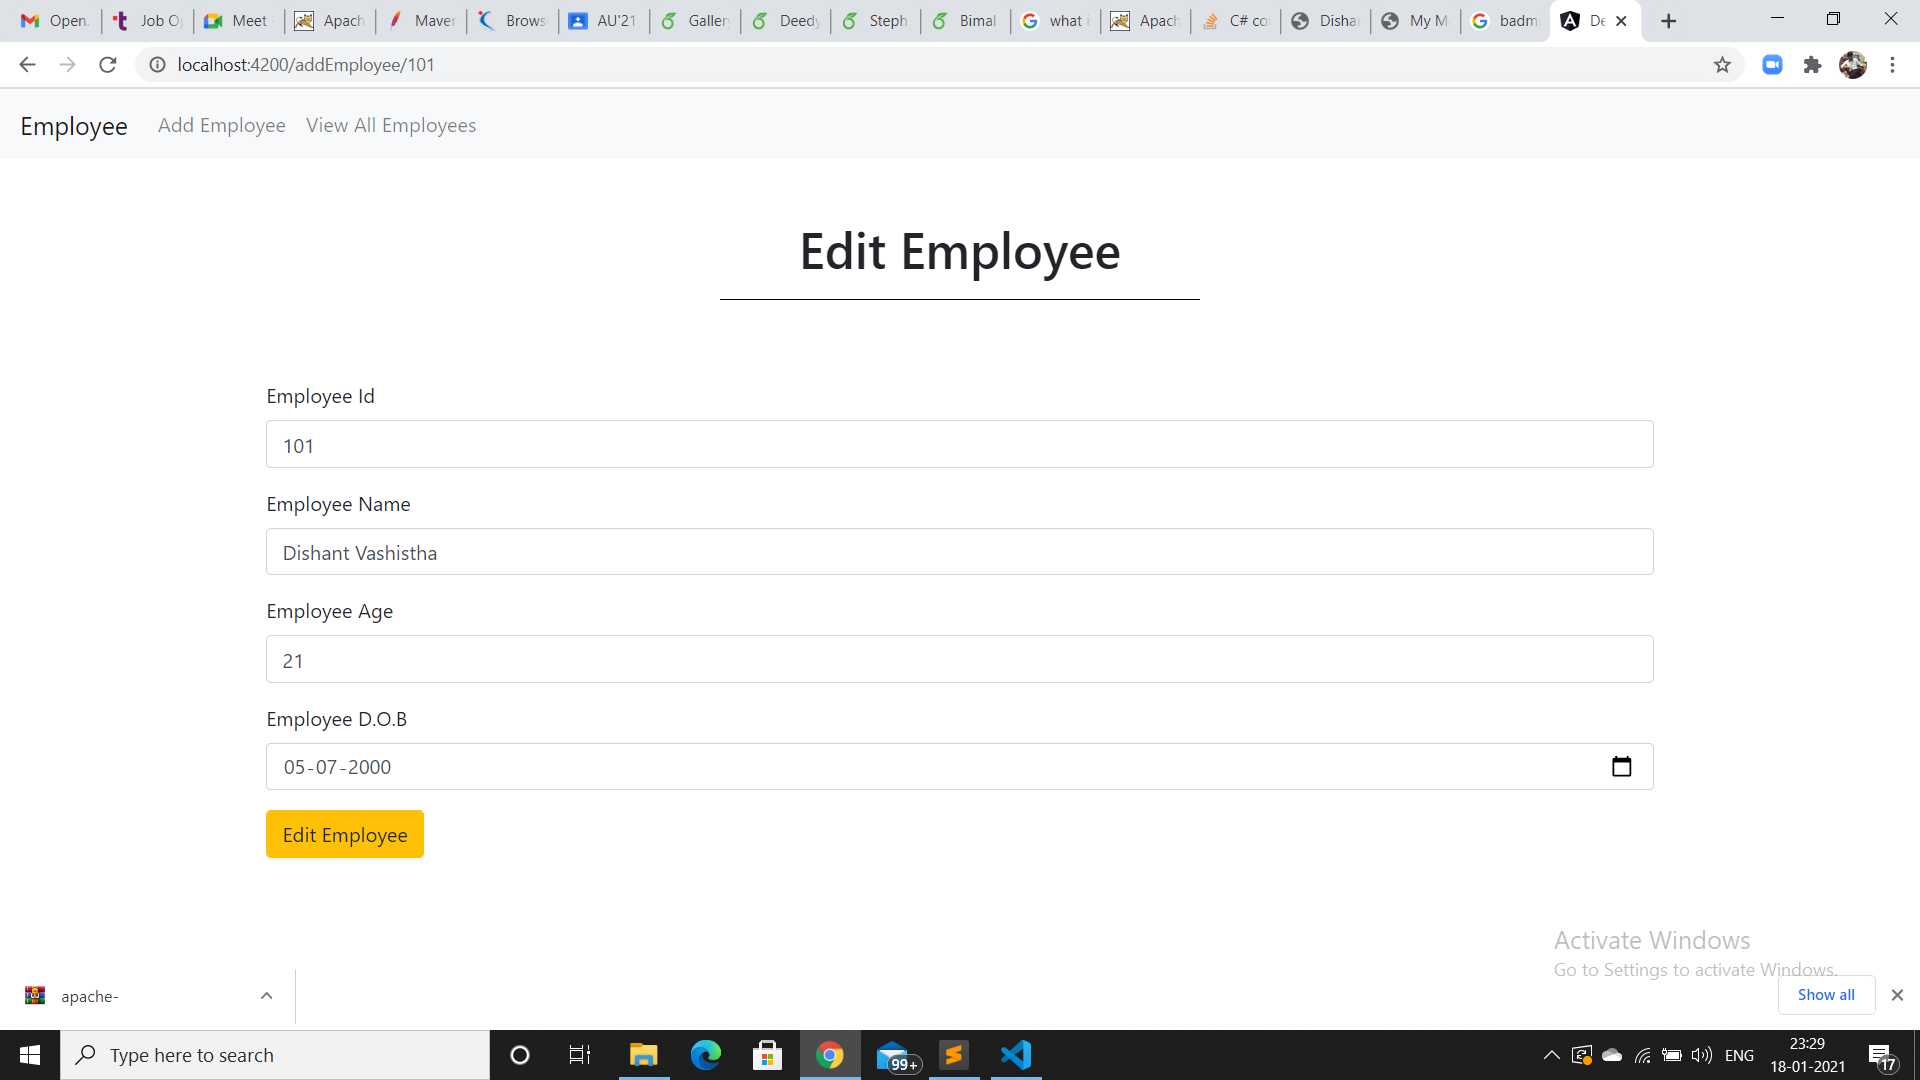 Open
Job O
Meet
Apach
Maver
Brows
AU'21
Gallery
Deedy
Steph
Bimal
what i
Apach
C# co
Dishan
My M
badmi
De
localhost:4200/addEmployee/101
Employee Add Employee View All Employees
Edit Employee
Employee Id
101
Employee Name
Dishant Vashistha
Employee Age
21
Employee D.O.B
05-07-2000
Edit Employee
Activate Windows
Go to Settings to activate Windows.
apache-
Show all
Type here to search
99+
ENG
23:29
18-01-2021
17